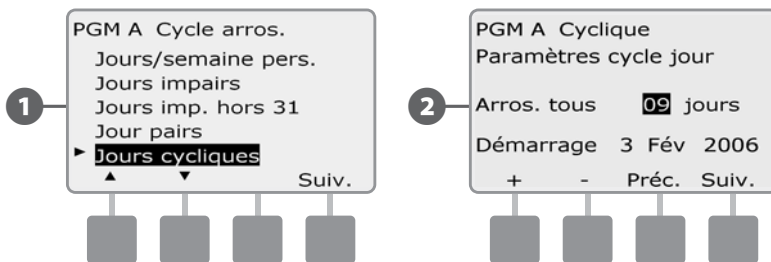 1
PGM A Cycle arros.
Jours/semaine pers.
Jours impairs
Jours imp. hors 31
Jour pairs
Jours cycliques
Suiv.
2
PGM A Cyclique
Paramètres cycle jour
Arros. tous 09 jours
Démarrage 3 Fév 2006
+ - Préc. Suiv.